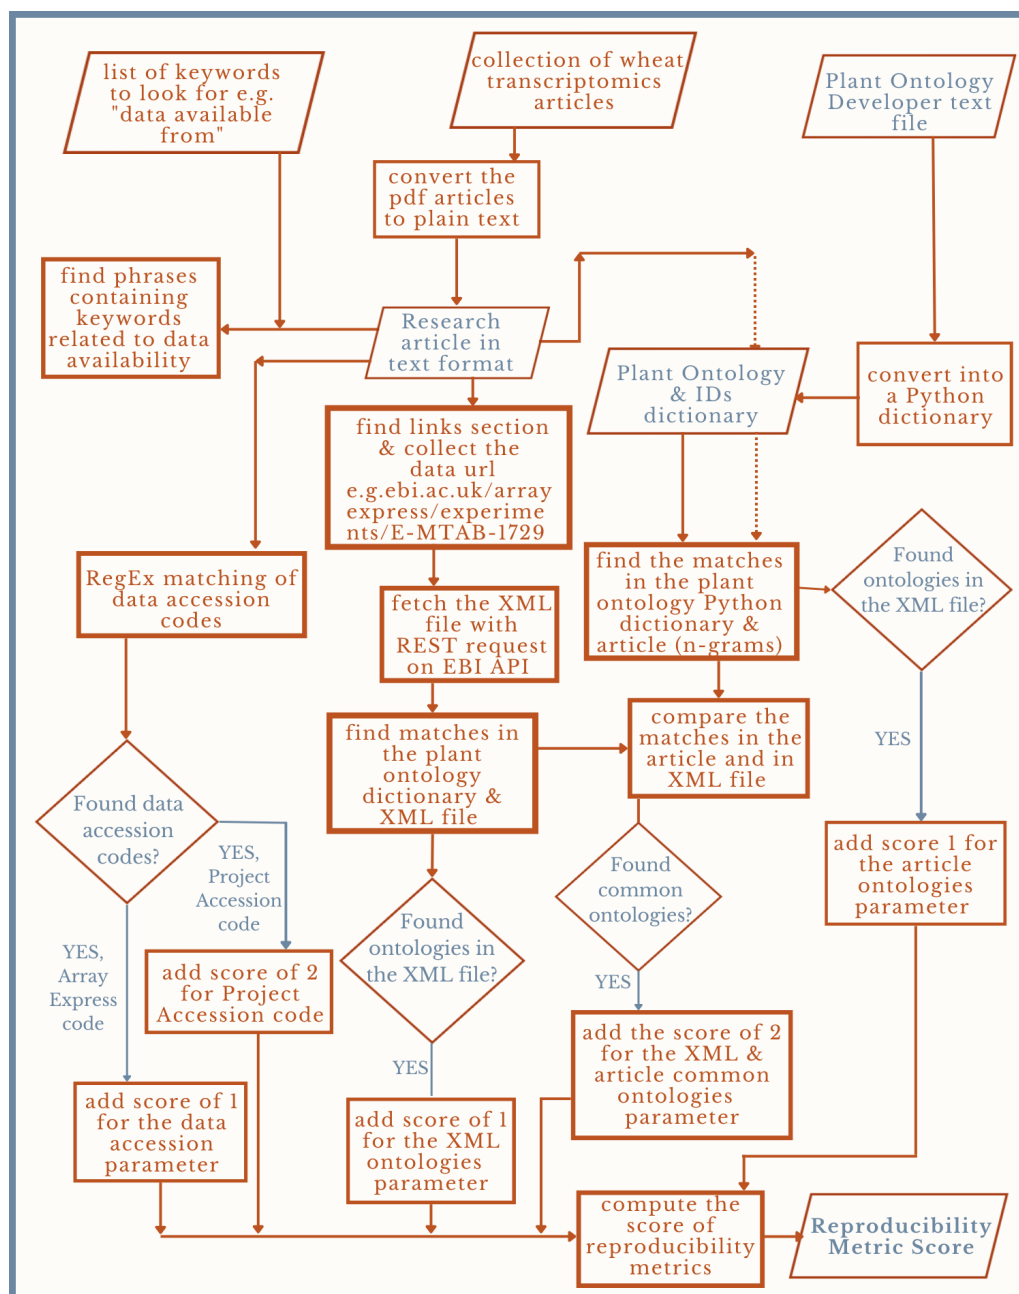 list of keywords
to look for e.g.
"data available
from"
collection of wheat
transcriptomics
articles
Plant Ontology
Developer text
file
convert the
pdf articles
to plain text
find phrases
containing
keywords
related to data
availability
Research
article in
text format
Plant Ontology
& IDs
dictionary
convert into
a Python
dictionary
find links section
& collect the
data url
e.g.ebi.ac.uk/array
express/experime
nts/E-MTAB-1729
RegEx matching of
data accession
codes
fetch the XML
file with
REST request
on EBI API
find the matches
in the plant
ontology Python
dictionary &
article (n-grams)
Found
ontologies in
the XML file?
find matches in
the plant
ontology
dictionary &
XML file
compare the
matches in the
article and in
XML file
YES
Found data
accession
codes?
YES,
Project
Accession
code
Found
ontologies in
the XML file?
Found
common
ontologies?
add score 1 for
the article
ontologies
parameter
YES,
Array
Express
code
add score of 2
for Project
Accession code
YES
YES
add the score of 2
for the XML &
article common
ontologies
parameter
add score of 1
for the data
accession
parameter
add score of 1
for the XML
ontologies
parameter
compute the
score of
reproducibility
metrics
Reproducibility
Metric Score